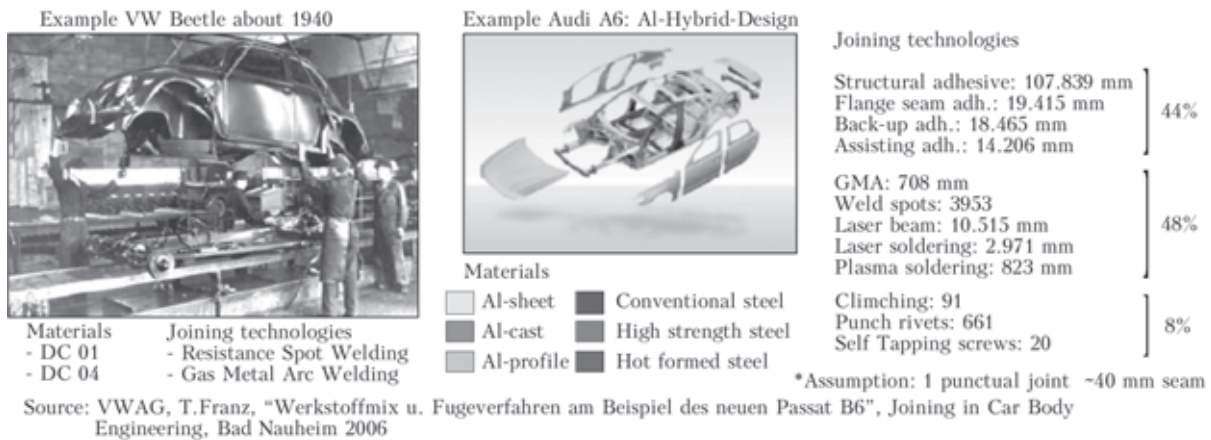 Example VW Beetle about 1940
Materials
- DC 01
- DC 04
Joining technologies
- Resistance Spot Welding
- Gas Metal Arc Welding
Example Audi A6: Al-Hybrid-Design
Materials
Al-sheet
Al-cast
Al-profile
Conventional steel
High strength steel
Hot formed steel
Joining technologies
Structural adhesive: 107.839 mm
Flange seam adh.: 19.415 mm
Back-up adh.: 18.465 mm
Assisting adh.: 14.206 mm
44%
GMA: 708 mm
Weld spots: 3953
Laser beam: 10.515 mm
Laser soldering: 2.971 mm
Plasma soldering: 823 mm
48%
Climching: 91
Punch rivets: 661
Self Tapping screws: 20
8%
*Assumption: 1 punctual joint ~40 mm seam
Source: VWAG, T.Franz, “Werkstoffmix u. Fugeverfahren am Beispiel des neuen Passat B6”, Joining in Car Body
Engineering, Bad Nauheim 2006